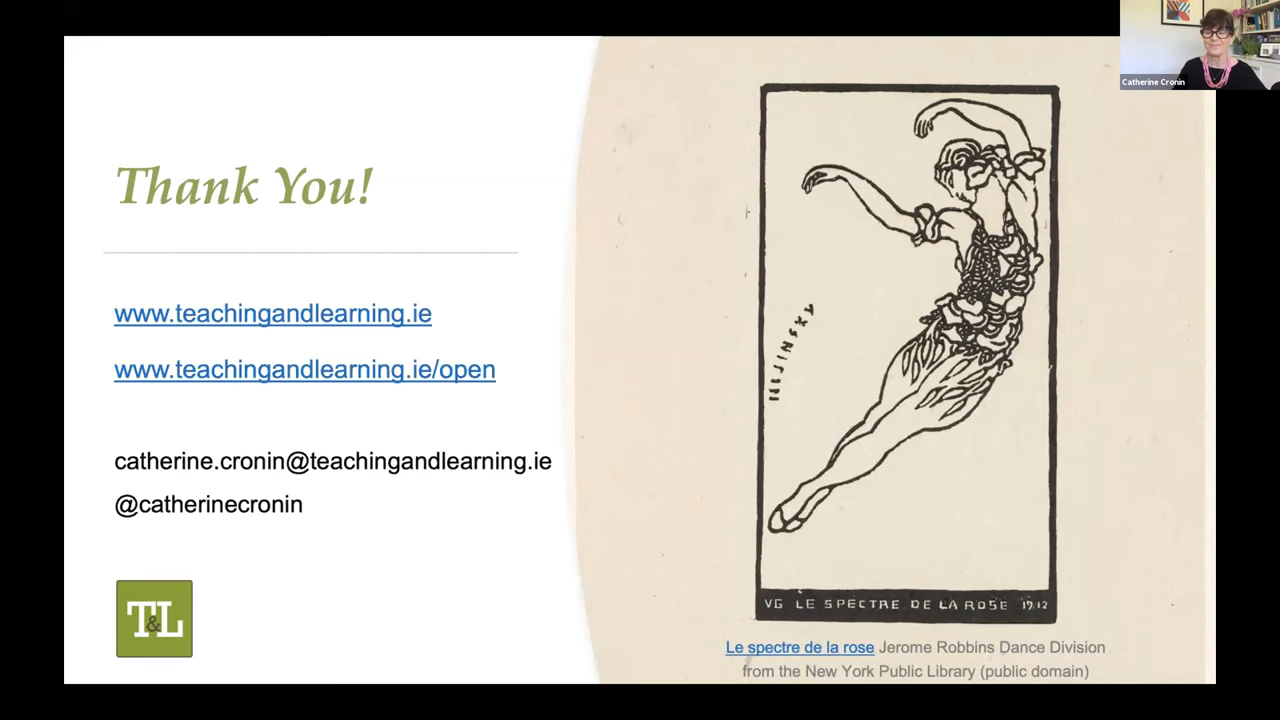 Catherine Cronin
Thank You!
www.teachingandlearning.ie
www.teachingandlearning.ie/open
catherine.cronin@teachingandlearning.ie
@catherinecronin
T&L
NIJINSKY
VG LE SPECTRE DE LA ROSE 1912
Le spectre de la rose Jerome Robbins Dance Division
from the New York Public Library (public domain)